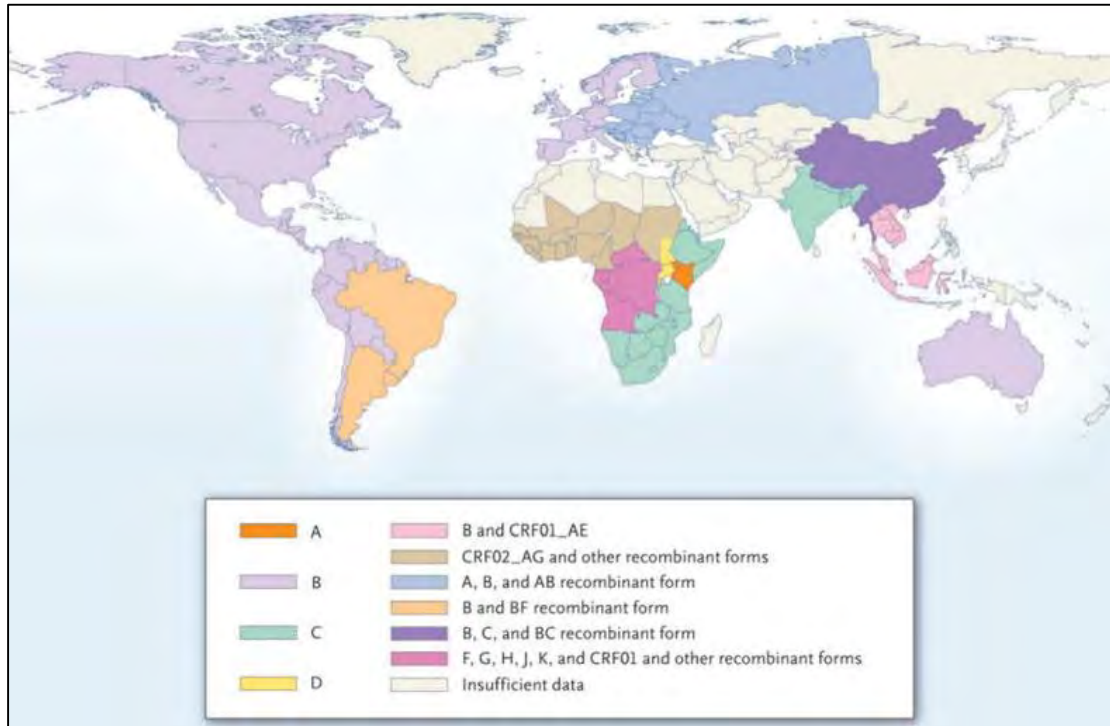 A
B and CRF01_AE
CRF02_AG and other recombinant forms
B
A, B, and AB recombinant form
B and BF recombinant form
C
B, C, and BC recombinant form
F, G, H, J, K, and CRF01 and other recombinant forms
D
Insufficient data